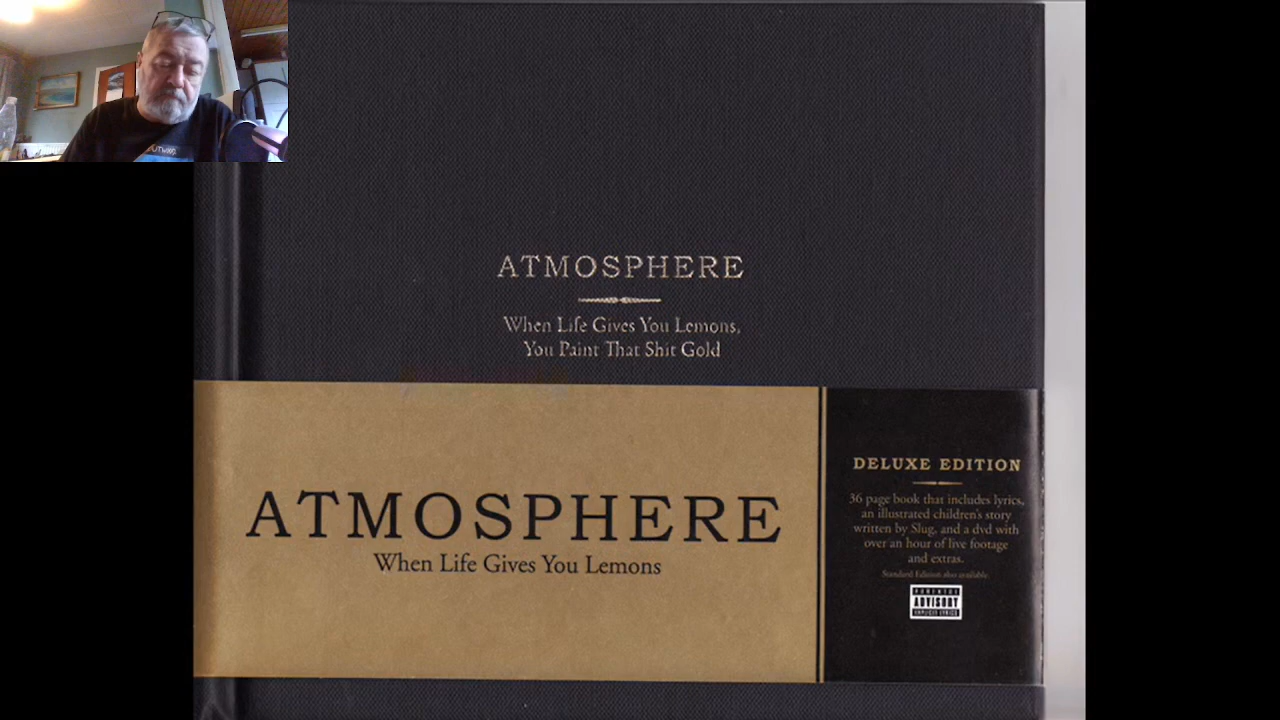 ATMOSPHERE
When Life Gives You Lemons,
You Paint That Shit Gold
ATMOSPHERE
When Life Gives You Lemons
DELUXE EDITION
36 page book that includes lyrics,
an illustrated children's story
written by Slug, and a dvd with
over an hour of live footage
and extras.
Standard Edition also available
PARENTAL
ADVISORY
EXPLICIT LYRICS